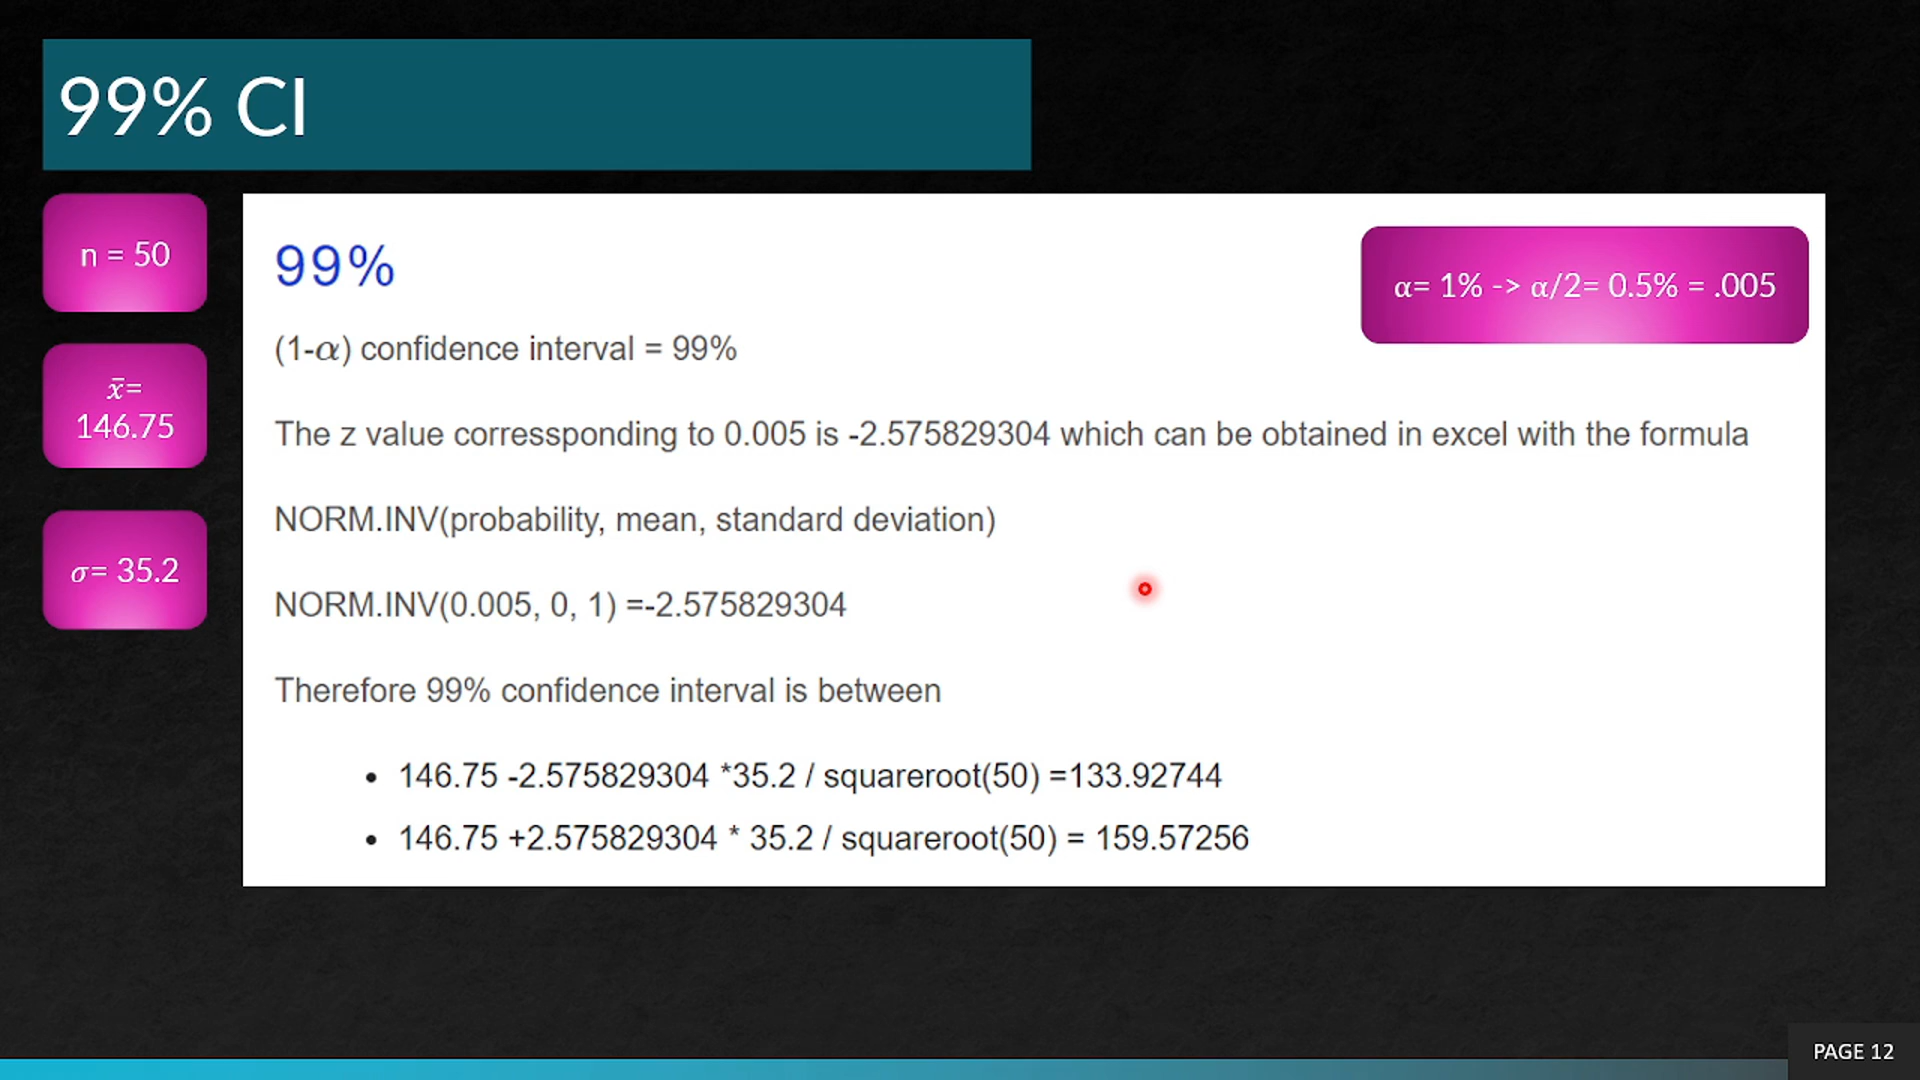 99% CI
n = 50
x̄=
146.75
σ= 35.2
99%
α= 1% -> α/2= 0.5% = .005
(1-α) confidence interval = 99%
The z value corressponding to 0.005 is -2.575829304 which can be obtained in excel with the formula
NORM.INV(probability, mean, standard deviation)
NORM.INV(0.005, 0, 1) =-2.575829304
Therefore 99% confidence interval is between
• 146.75 -2.575829304 *35.2 / squareroot(50) =133.92744
• 146.75 +2.575829304 * 35.2 / squareroot(50) = 159.57256
PAGE 12